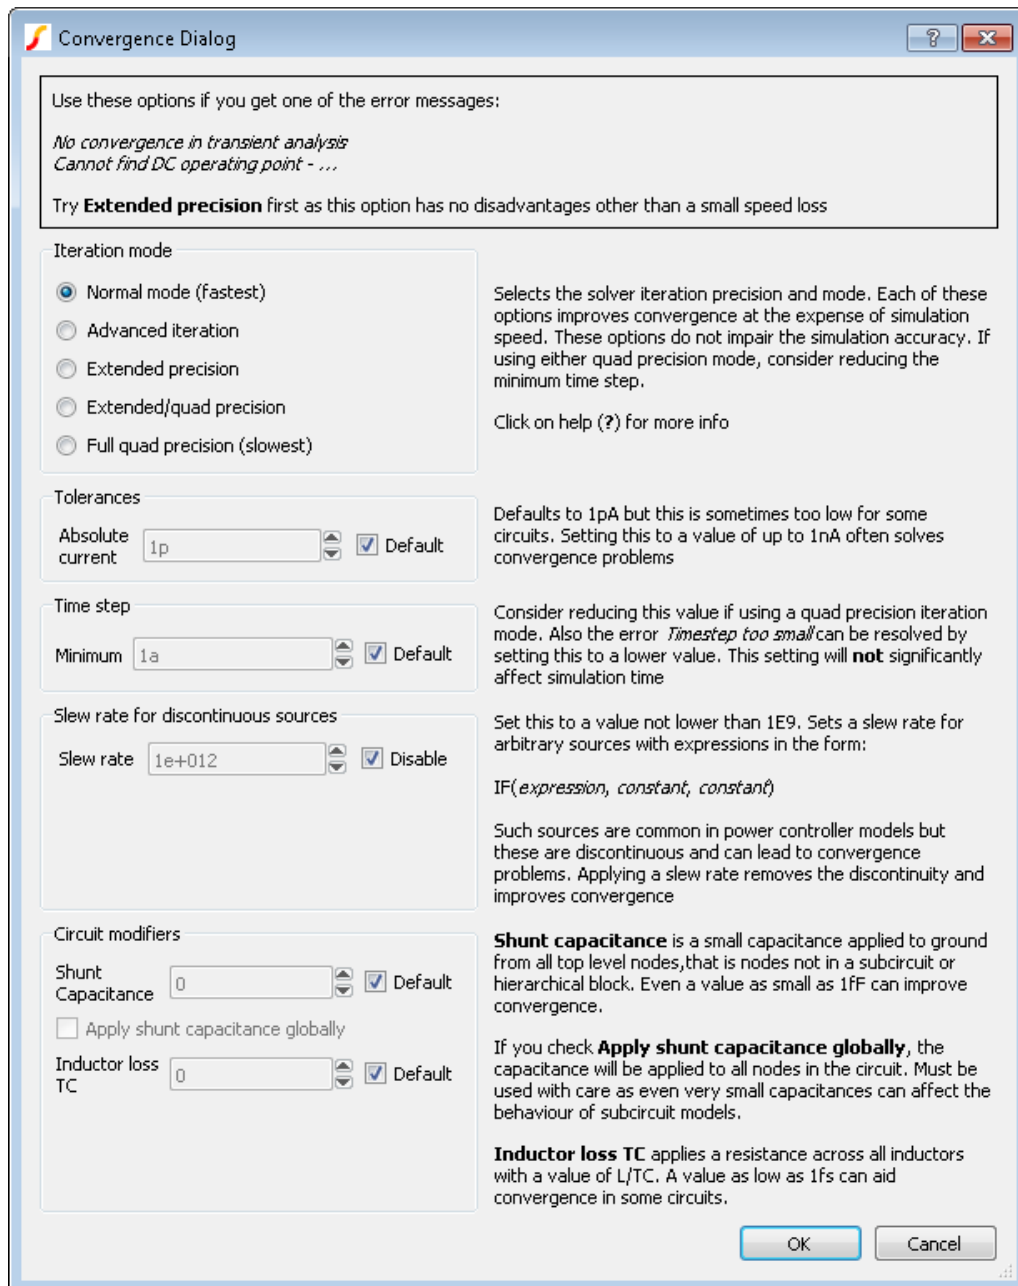 Convergence Dialog
Use these options if you get one of the error messages:
No convergence in transient analysis
Cannot find DC operating point - ...
Try Extended precision first as this option has no disadvantages other than a small speed loss
Iteration mode
Normal mode (fastest)
Advanced iteration
Extended precision
Extended/quad precision
Full quad precision (slowest)
Selects the solver iteration precision and mode. Each of these
options improves convergence at the expense of simulation
speed. These options do not impair the simulation accuracy. If
using either quad precision mode, consider reducing the
minimum time step.
Click on help (?) for more info
Tolerances
Absolute
current
1p
Default
Defaults to 1pA but this is sometimes too low for some
circuits. Setting this to a value of up to 1nA often solves
convergence problems
Time step
Minimum
1a
Default
Consider reducing this value if using a quad precision iteration
mode. Also the error Timestep too small can be resolved by
setting this to a lower value. This setting will not significantly
affect simulation time
Slew rate for discontinuous sources
Slew rate
1e+012
Disable
Set this to a value not lower than 1E9. Sets a slew rate for
arbitrary sources with expressions in the form:
IF(expression, constant, constant)
Such sources are common in power controller models but
these are discontinuous and can lead to convergence
problems. Applying a slew rate removes the discontinuity and
improves convergence
Circuit modifiers
Shunt
Capacitance
0
Default
Apply shunt capacitance globally
Inductor loss
TC
0
Default
Shunt capacitance is a small capacitance applied to ground
from all top level nodes,that is nodes not in a subcircuit or
hierarchical block. Even a value as small as 1fF can improve
convergence.
If you check Apply shunt capacitance globally, the
capacitance will be applied to all nodes in the circuit. Must be
used with care as even very small capacitances can affect the
behaviour of subcircuit models.
Inductor loss TC applies a resistance across all inductors
with a value of L/TC. A value as low as 1fs can aid
convergence in some circuits.
OK
Cancel